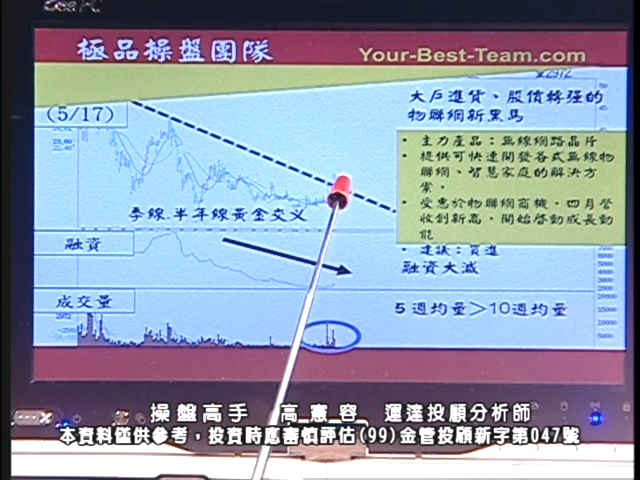 極品操盤團隊
Your-Best-Team.com
(5/17)
大戶進貨、股價轉強的
物聯網新黑馬
• 主力產品：無線網路晶片
• 提供可快速開發各式無線物
聯網、智慧家庭的解決方
案。
• 受惠於物聯網商機，四月營
收創新高，開始啟動成長動
能
• 建議：買進
季線.半年線黃金交叉
融資
融資大減
成交量
5週均量＞10週均量
操盤高手 高憲容 運達投顧分析師
本資料僅供參考，投資時應審慎評估(99)金管投顧新字第047號